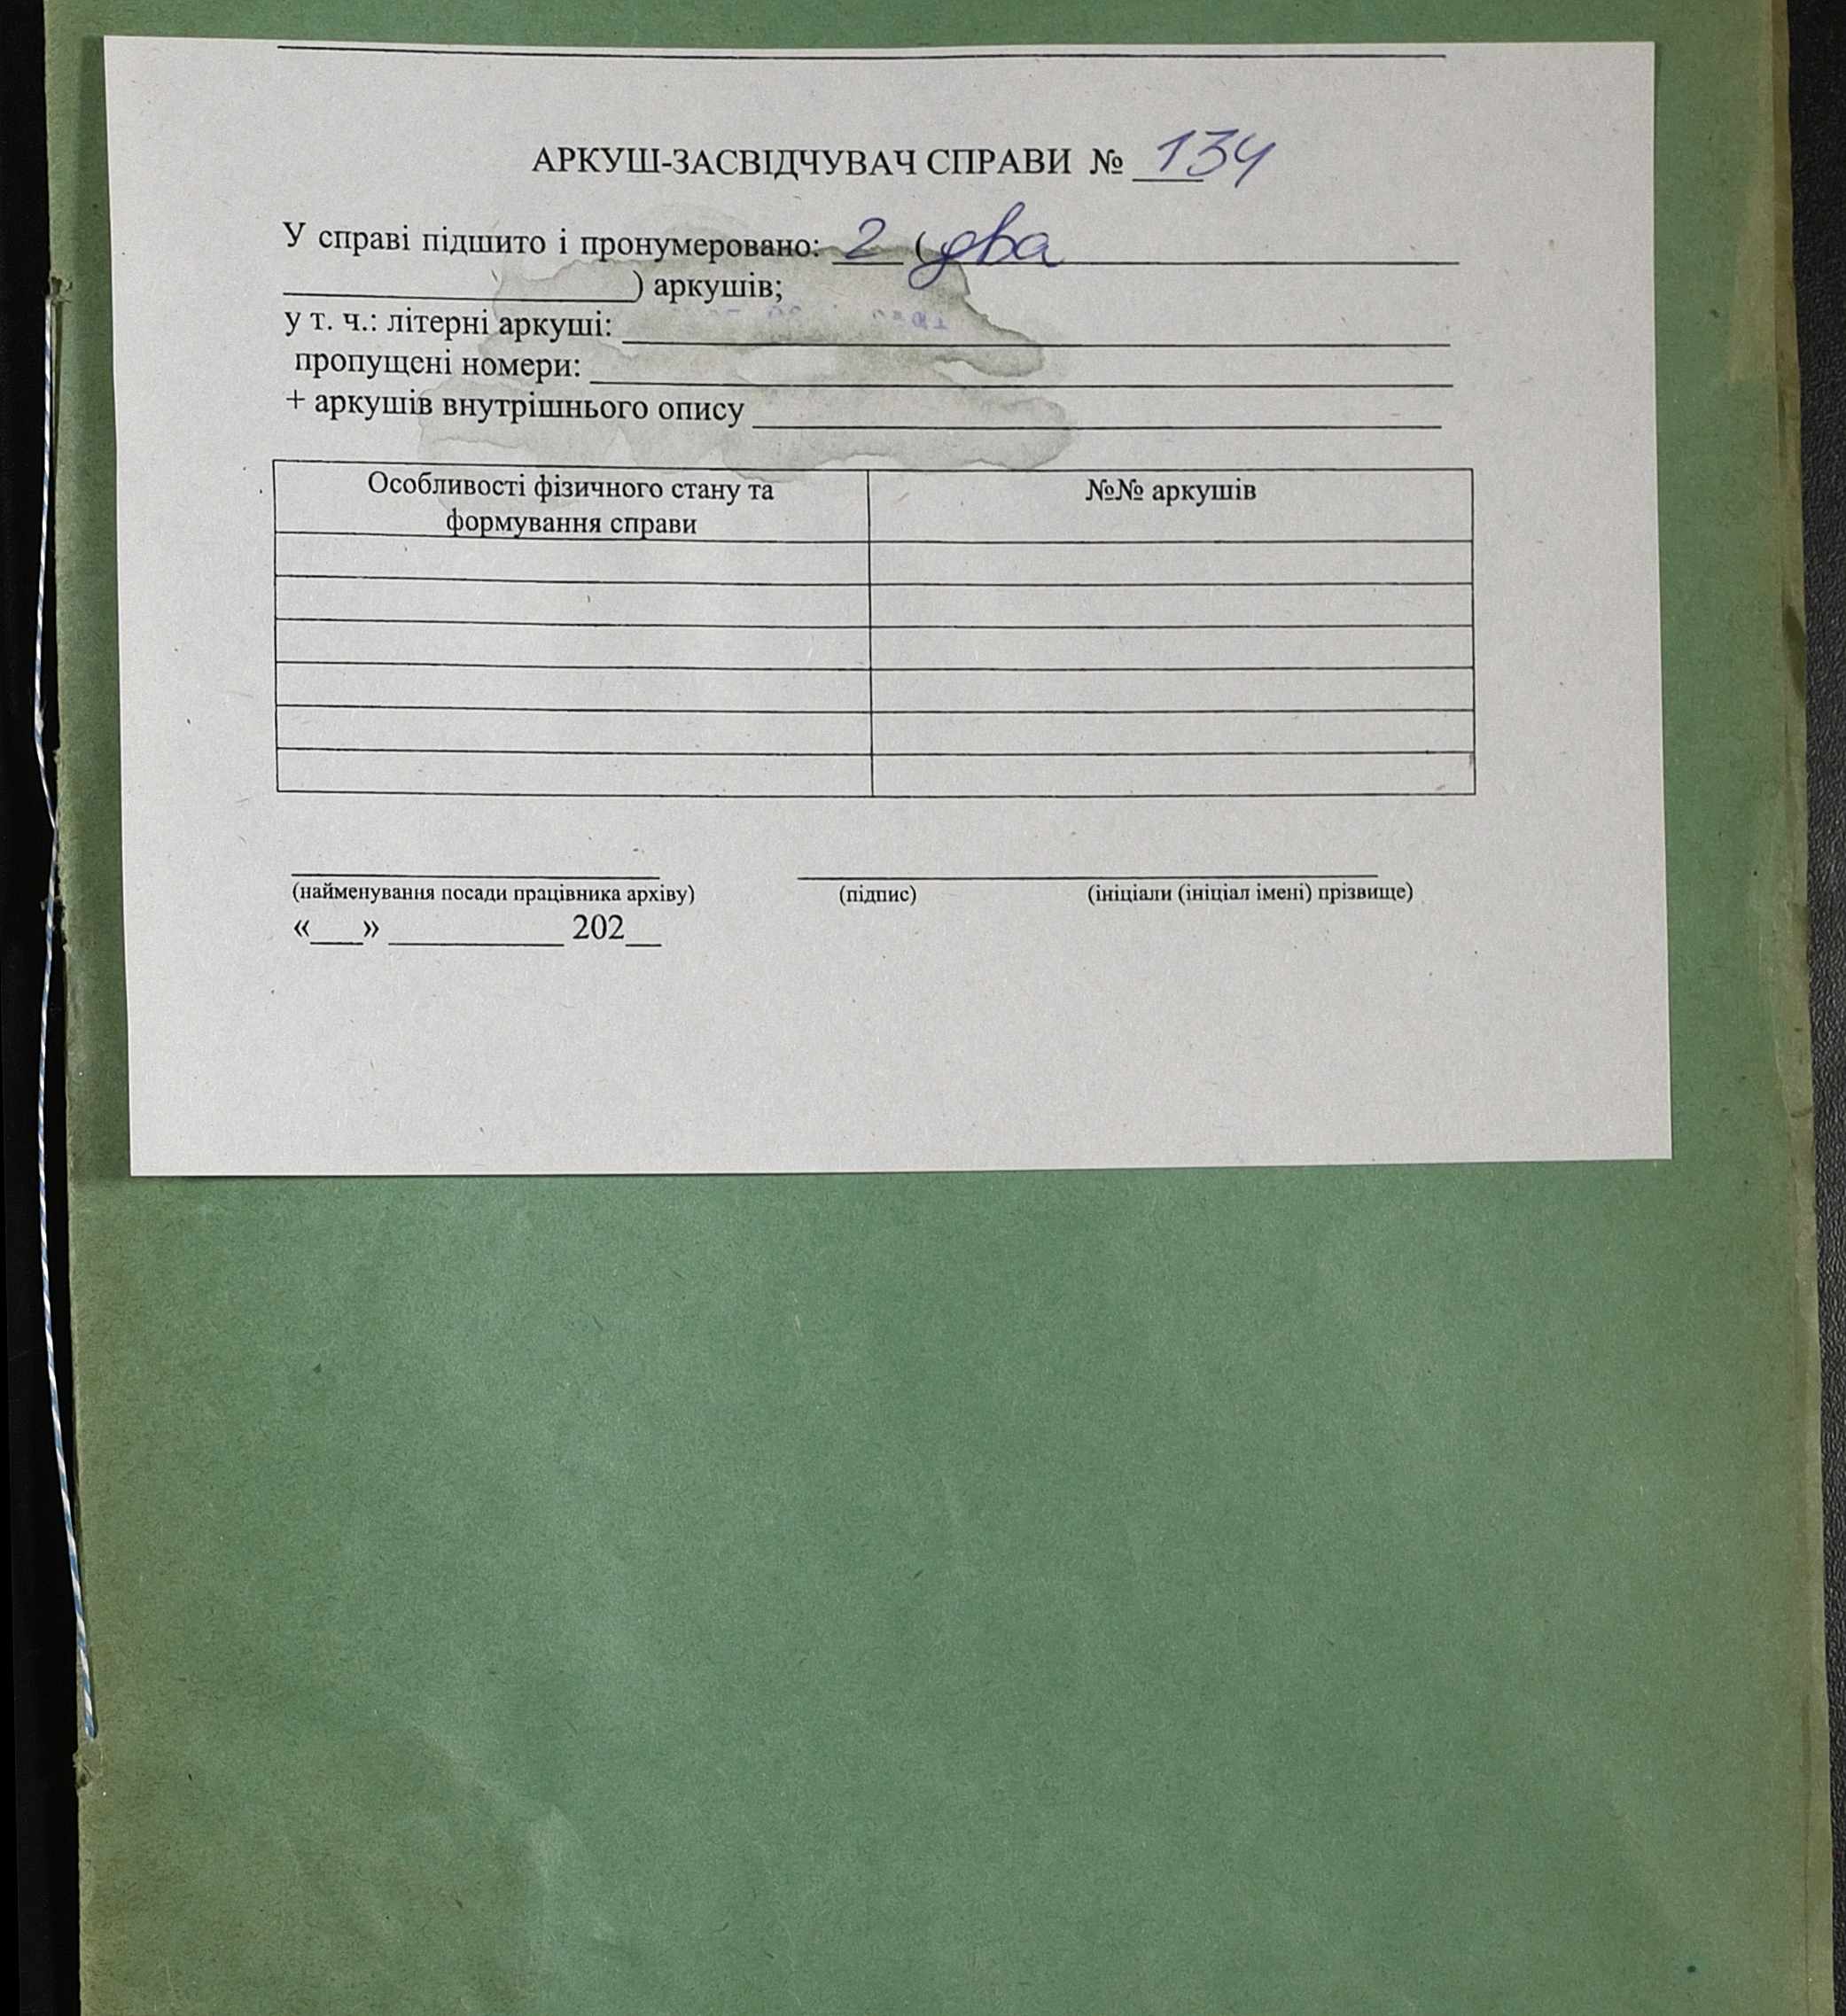 АРКУШ-ЗАСВІДЧУВАЧ СПРАВИ № 134
У справі підшито і пронумеровано: 2 (два
) аркушів;
у т. ч.: літерні аркуші:
пропущені номери:
+ аркушів внутрішнього опису
Особливості фізичного стану та
формування справи
№№ аркушів
(найменування посади працівника архіву) (підпис) (ініціали (ініціал імені) прізвище)
«___» __________ 202__